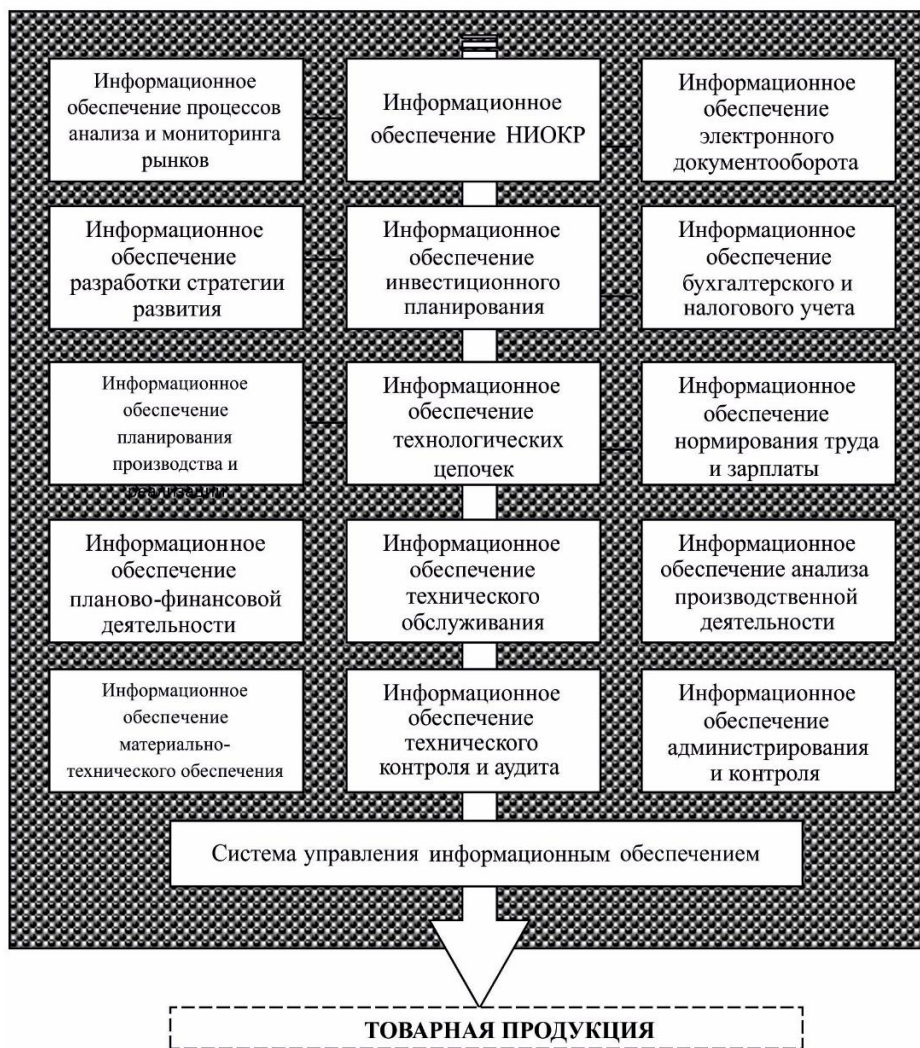 Информационное
обеспечение процессов
анализа и мониторинга
рынков
Информационное
обеспечение НИОКР
Информационное
обеспечение
электронного
документооборота
Информационное
обеспечение
разработки стратегии
развития
Информационное
обеспечение
инвестиционного
планирования
Информационное
обеспечение
бухгалтерского и
налогового учета
Информационное
обеспечение
планирования
производства и
реализации
Информационное
обеспечение
технологических
цепочек
Информационное
обеспечение
нормирования труда
и зарплаты
Информационное
обеспечение
планово-финансовой
деятельности
Информационное
обеспечение
технического
обслуживания
Информационное
обеспечение анализа
производственной
деятельности
Информационное
обеспечение
материально-
технического обеспечения
Информационное
обеспечение
технического
контроля и аудита
Информационное
обеспечение
администрирования
и контроля
Система управления информационным обеспечением
ТОВАРНАЯ ПРОДУКЦИЯ